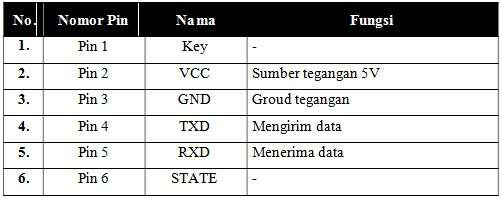 No. Nomor Pin Nama Fungsi
1. Pin 1 Key -
2. Pin 2 VCC Sumber tegangan 5V
3. Pin 3 GND Groud tegangan
4. Pin 4 TXD Mengirim data
5. Pin 5 RXD Menerima data
6. Pin 6 STATE -